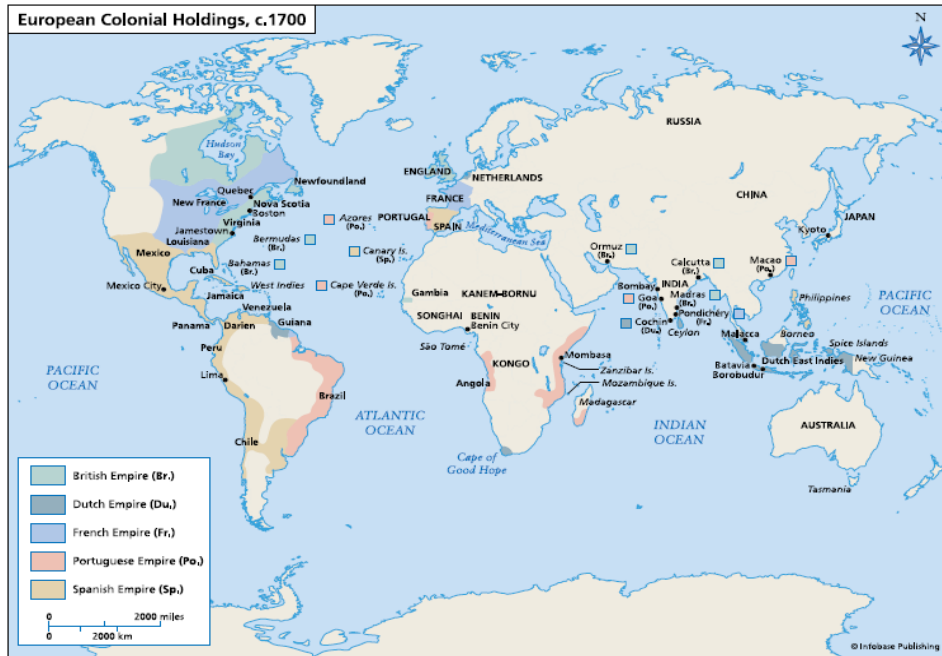 European Colonial Holdings, c.1700
N
RUSSIA
Hudson
Bay
ENGLAND
NETHERLANDS
Newfoundland
Quebec
FRANCE
CHINA
New France
Nova Scotia
Boston
Azores
(Po.)
PORTUGAL
SPAIN
Mediterranean Sea
JAPAN
Kyoto
Virginia
Jamestown
Louisiana
Bermudas
(Br.)
Canary Is.
(Sp.)
Ormuz
(Br.)
Calcutta
(Br.)
Macao
(Po.)
Mexico
Bahamas
(Br.)
Cuba
Mexico City
West Indies
Cape Verde Is.
(Po.)
Gambia
KANEM-BORNU
Bombay
INDIA
Goa
(Po.)
Madras
(Br.)
Philippines
PACIFIC
OCEAN
Jamaica
Venezuela
SONGHAI
BENIN
Benin City
Pondichéry
(Fr.)
Cochin
(Du.)
Ceylon
Panama
Darien
Guiana
Malacca
Borneo
Spice Islands
São Tomé
Peru
KONGO
Mombasa
Dutch East Indies
New Guinea
PACIFIC
OCEAN
Lima
Zanzibar Is.
Batavia
Borobudur
Angola
Mozambique Is.
Brazil
Madagascar
ATLANTIC
OCEAN
INDIAN
OCEAN
AUSTRALIA
Chile
Cape of
Good Hope
Tasmania
British Empire (Br.)
Dutch Empire (Du.)
French Empire (Fr.)
Portuguese Empire (Po.)
Spanish Empire (Sp.)
0 2000 miles
0 2000 km
© Infobase Publishing